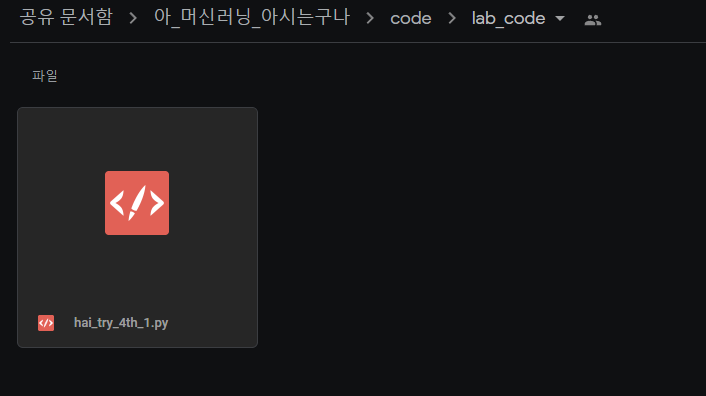 공유 문서함 > 아_머신러닝_아시는구나 > code > lab_code
파일
hai_try_4th_1.py